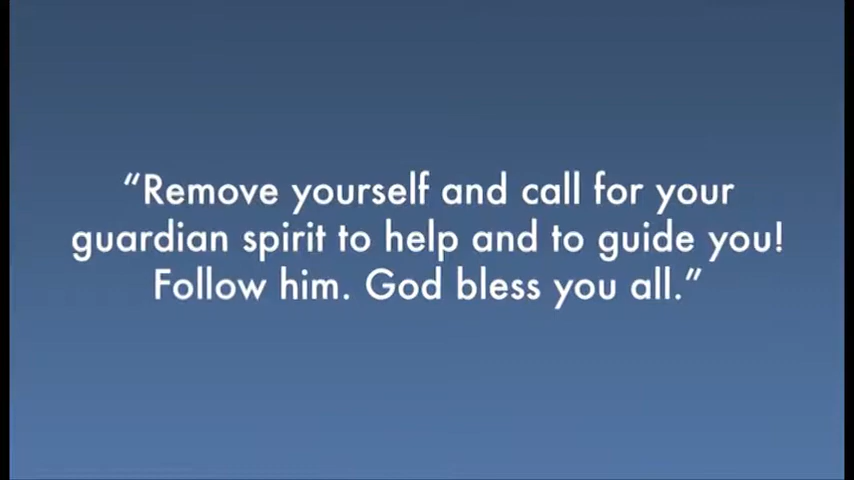 “Remove yourself and call for your
guardian spirit to help and to guide you!
Follow him. God bless you all.”